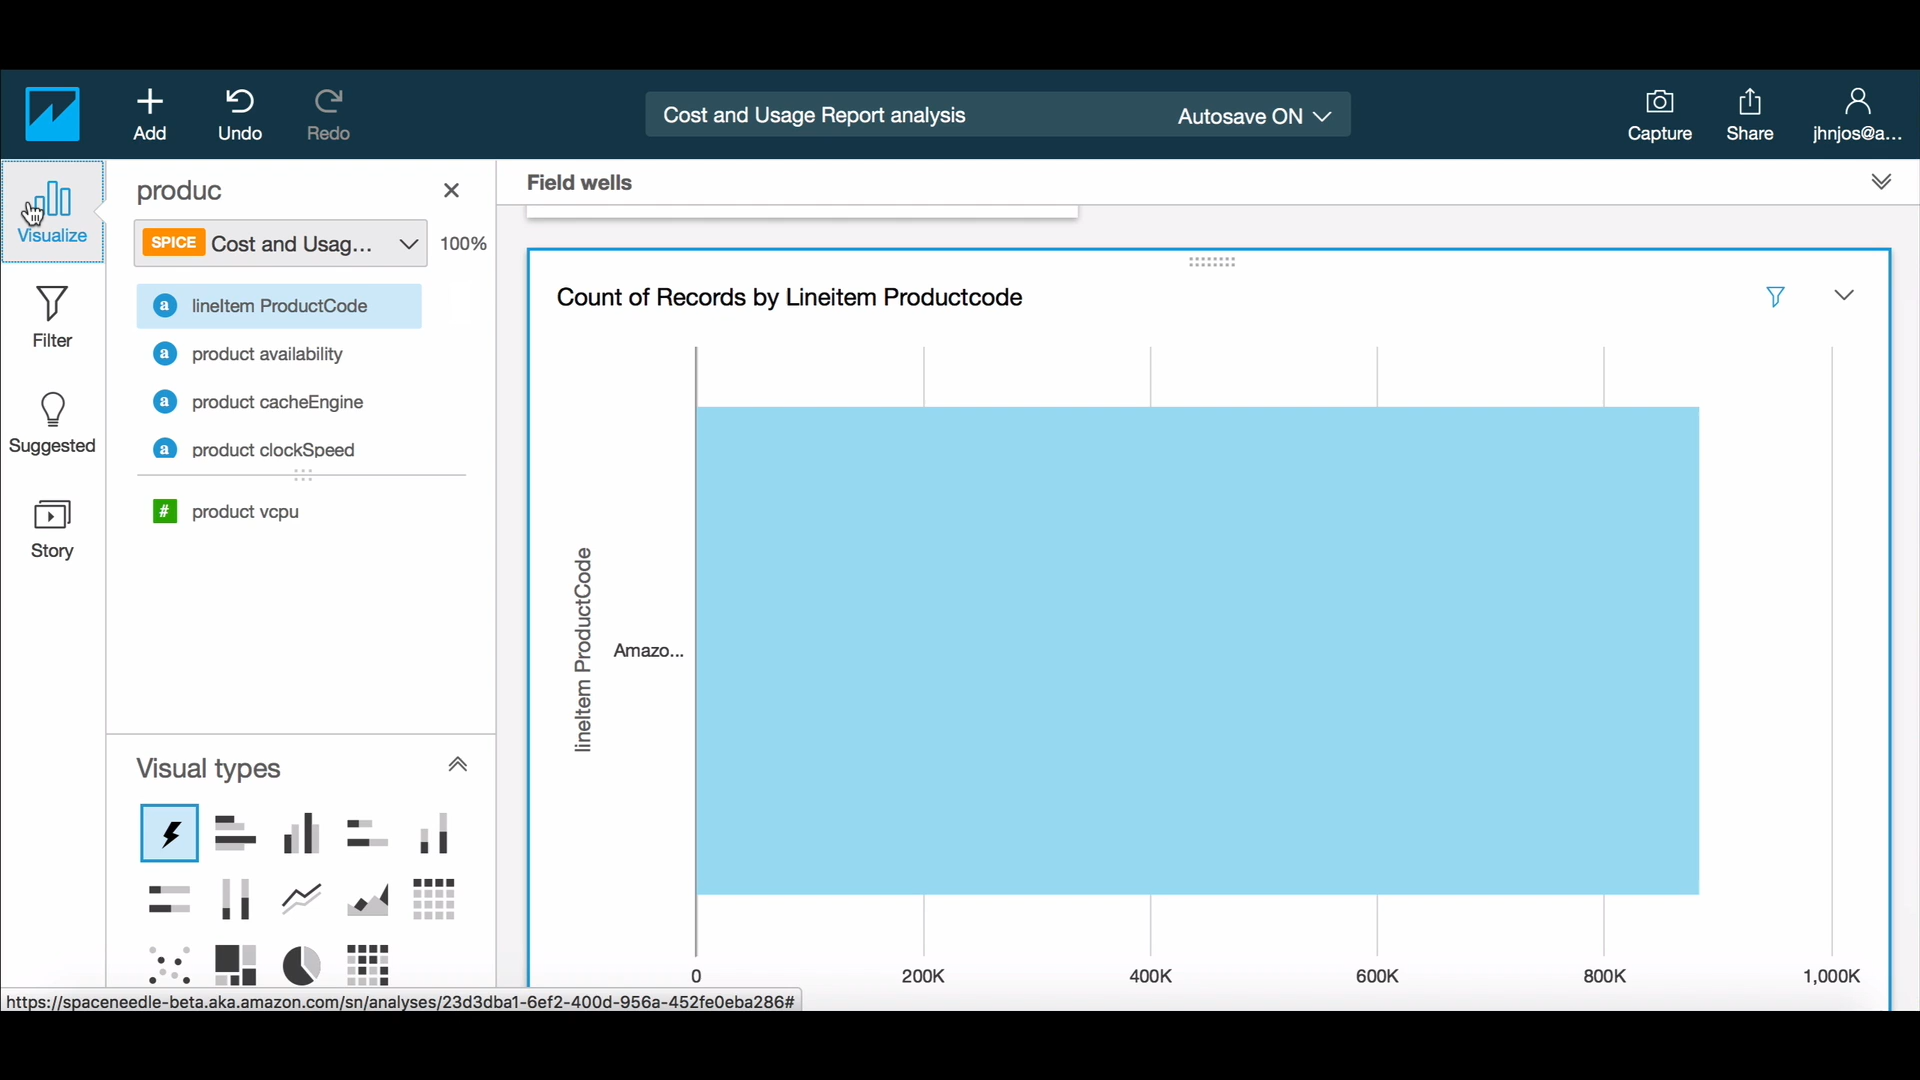 Add
Undo
Redo
Cost and Usage Report analysis
Autosave ON
Capture
Share
jhnjos@a...
Visualize
Filter
Suggested
Story
produc
SPICE Cost and Usag... 100%
a lineItem ProductCode
a product availability
a product cacheEngine
a product clockSpeed
# product vcpu
Visual types
Field wells
Count of Records by Lineitem Productcode
lineItem ProductCode
Amazo...
0 200K 400K 600K 800K 1,000K
https://spaceneedle-beta.aka.amazon.com/sn/analyses/23d3dba1-6ef2-400d-956a-452fe0eba286#